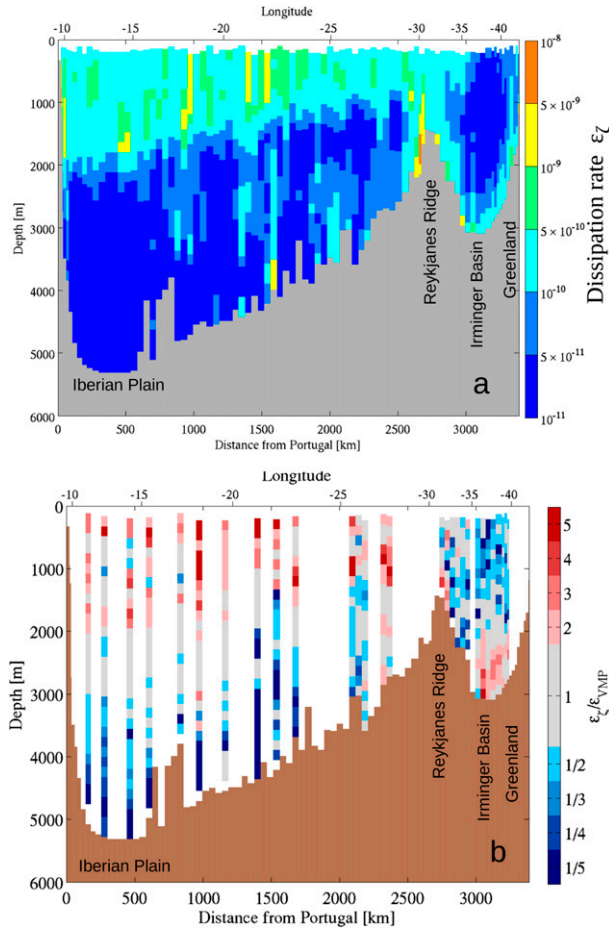 Longitude
-10 -15 -20 -22 -25 -30 -35 -40
0
1000
2000
3000
4000
5000
6000
Depth [m]
Reykjanes Ridge
Irminger Basin
Greenland
Iberian Plain
a
0 500 1000 1500 2000 2500 3000
Distance from Portugal [km]
10⁻⁸
5×10⁻⁹
10⁻⁹
5×10⁻¹⁰
10⁻¹⁰
5×10⁻¹¹
10⁻¹¹
Dissipation rate εζ
Longitude
-10 -15 -20 -22 -25 -30 -35 -40
0
1000
2000
3000
4000
5000
6000
Depth [m]
Reykjanes Ridge
Irminger Basin
Greenland
Iberian Plain
b
0 500 1000 1500 2000 2500 3000
Distance from Portugal [km]
5
4
3
2
1
1/2
1/3
1/4
1/5
εζ/εVMP